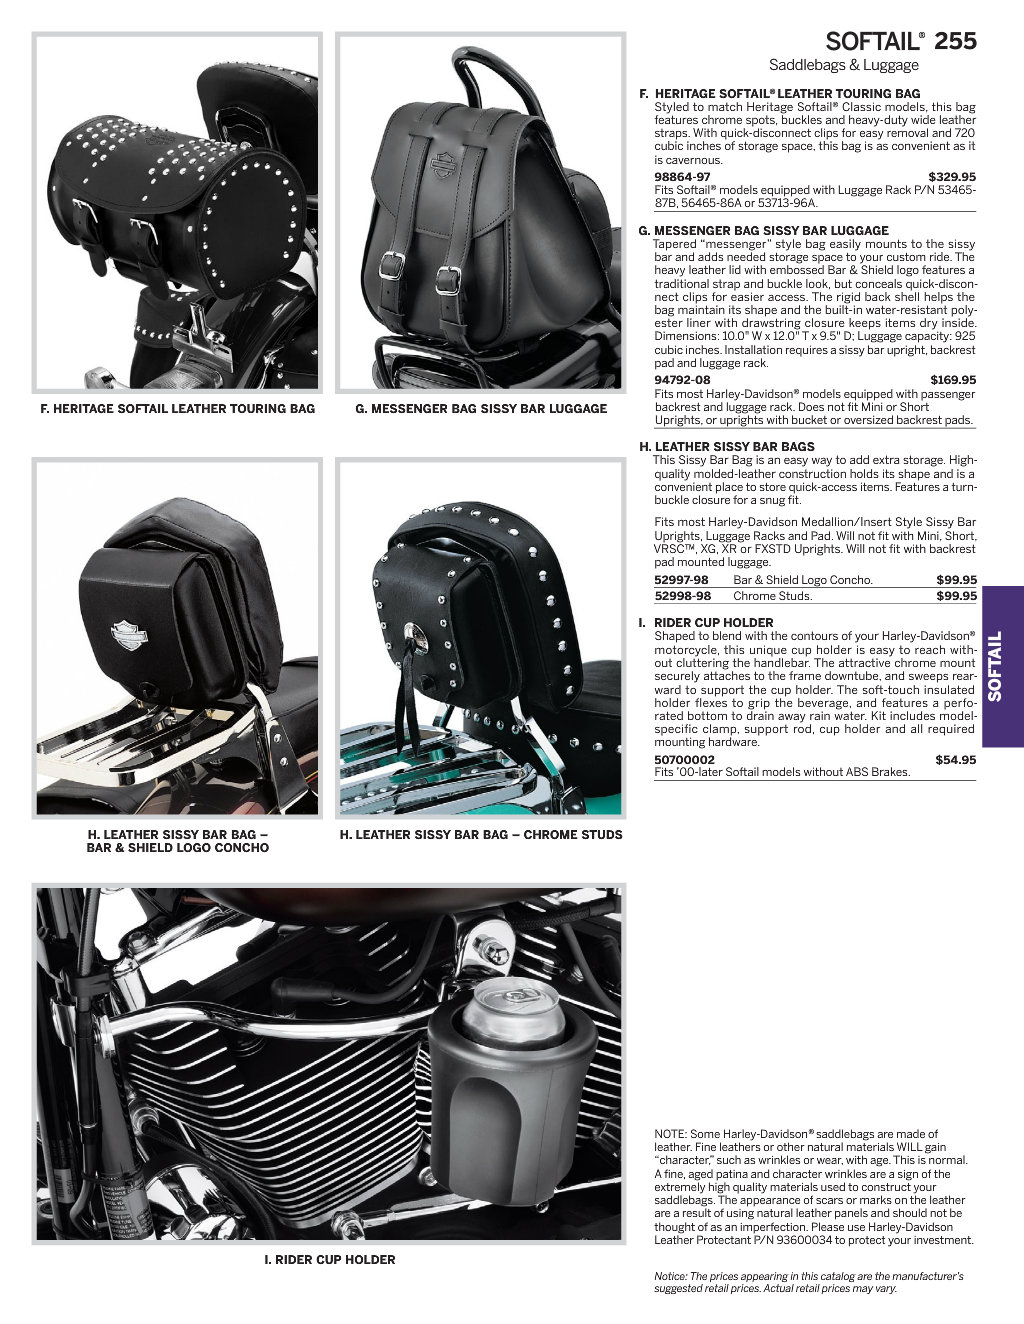 SOFTAIL® 255
Saddlebags & Luggage
F. HERITAGE SOFTAIL LEATHER TOURING BAG
G. MESSENGER BAG SISSY BAR LUGGAGE
H. LEATHER SISSY BAR BAG –
BAR & SHIELD LOGO CONCHO
H. LEATHER SISSY BAR BAG – CHROME STUDS
I. RIDER CUP HOLDER
F. HERITAGE SOFTAIL® LEATHER TOURING BAG
Styled to match Heritage Softail® Classic models, this bag
features chrome spots, buckles and heavy-duty wide leather
straps. With quick-disconnect clips for easy removal and 720
cubic inches of storage space, this bag is as convenient as it
is cavernous.
98864-97 $329.95
Fits Softail® models equipped with Luggage Rack P/N 53465-
87B, 56465-86A or 53713-96A.
G. MESSENGER BAG SISSY BAR LUGGAGE
Tapered “messenger” style bag easily mounts to the sissy
bar and adds needed storage space to your custom ride. The
heavy leather lid with embossed Bar & Shield logo features a
traditional strap and buckle look, but conceals quick-discon-
nect clips for easier access. The rigid back shell helps the
bag maintain its shape and the built-in water-resistant poly-
ester liner with drawstring closure keeps items dry inside.
Dimensions: 10.0" W x 12.0" T x 9.5" D; Luggage capacity: 925
cubic inches. Installation requires a sissy bar upright, backrest
pad and luggage rack.
94792-08 $169.95
Fits most Harley-Davidson® models equipped with passenger
backrest and luggage rack. Does not fit Mini or Short
Uprights, or uprights with bucket or oversized backrest pads.
H. LEATHER SISSY BAR BAGS
This Sissy Bar Bag is an easy way to add extra storage. High-
quality molded-leather construction holds its shape and is a
convenient place to store quick-access items. Features a turn-
buckle closure for a snug fit.
Fits most Harley-Davidson Medallion/Insert Style Sissy Bar
Uprights, Luggage Racks and Pad. Will not fit with Mini, Short,
VRSC™, XG, XR or FXSTD Uprights. Will not fit with backrest
pad mounted luggage.
52997-98 Bar & Shield Logo Concho. $99.95
52998-98 Chrome Studs. $99.95
I. RIDER CUP HOLDER
Shaped to blend with the contours of your Harley-Davidson®
motorcycle, this unique cup holder is easy to reach with-
out cluttering the handlebar. The attractive chrome mount
securely attaches to the frame downtube, and sweeps rear-
ward to support the cup holder. The soft-touch insulated
holder flexes to grip the beverage, and features a perfo-
rated bottom to drain away rain water. Kit includes model-
specific clamp, support rod, cup holder and all required
mounting hardware.
50700002 $54.95
Fits ’00-later Softail models without ABS Brakes.
SOFTAIL
NOTE: Some Harley-Davidson® saddlebags are made of
leather. Fine leathers or other natural materials WILL gain
“character,” such as wrinkles or wear, with age. This is normal.
A fine, aged patina and character wrinkles are a sign of the
extremely high quality materials used to construct your
saddlebags. The appearance of scars or marks on the leather
are a result of using natural leather panels and should not be
thought of as an imperfection. Please use Harley-Davidson
Leather Protectant P/N 93600034 to protect your investment.
Notice: The prices appearing in this catalog are the manufacturer’s
suggested retail prices. Actual retail prices may vary.